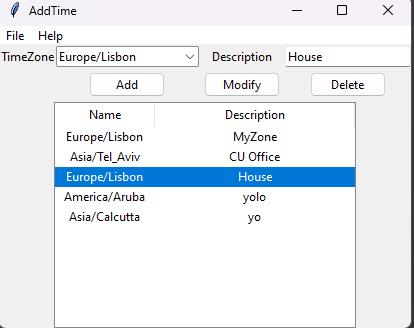 AddTime
File Help
TimeZone Europe/Lisbon Description House
Add Modify Delete
Name Description
Europe/Lisbon MyZone
Asia/Tel_Aviv CU Office
Europe/Lisbon House
America/Aruba yolo
Asia/Calcutta yo